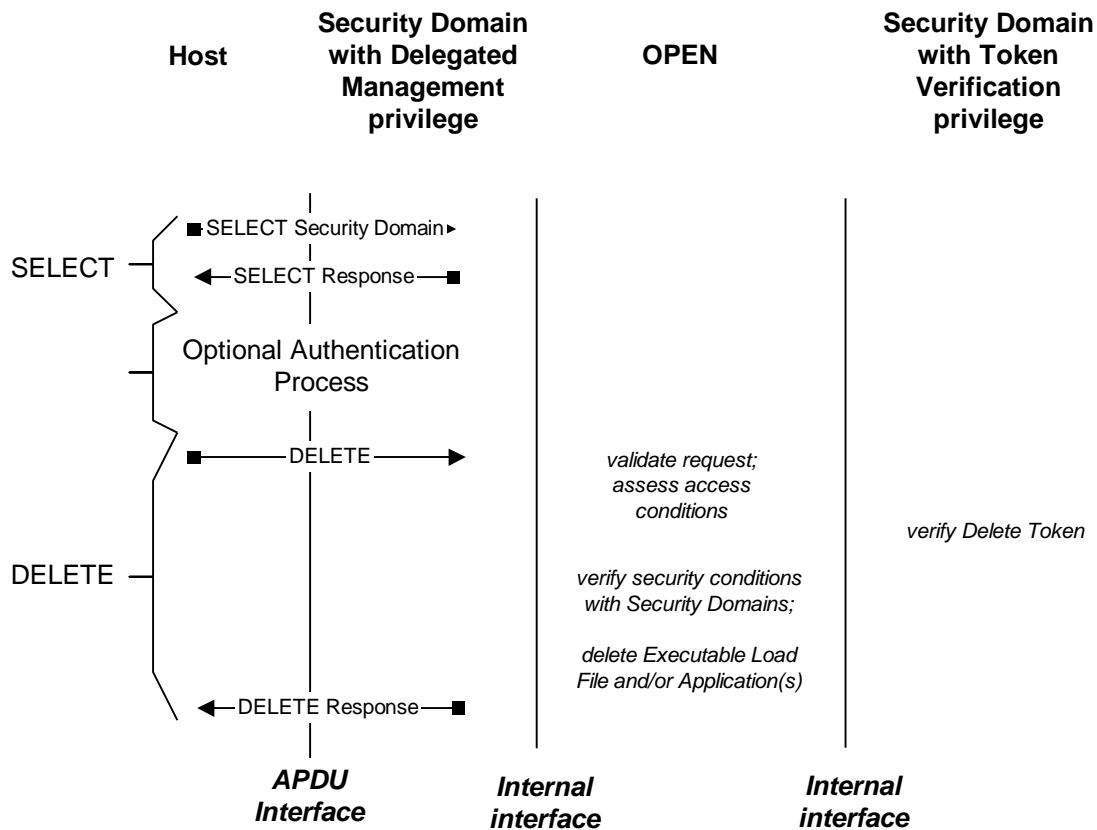 Host
Security Domain
with Delegated
Management
privilege
OPEN
Security Domain
with Token
Verification
privilege
SELECT
SELECT Security Domain
SELECT Response
Optional Authentication
Process
DELETE
DELETE
validate request;
assess access
conditions
verify Delete Token
verify security conditions
with Security Domains;
delete Executable Load
File and/or Application(s)
DELETE Response
APDU
Interface
Internal
interface
Internal
interface